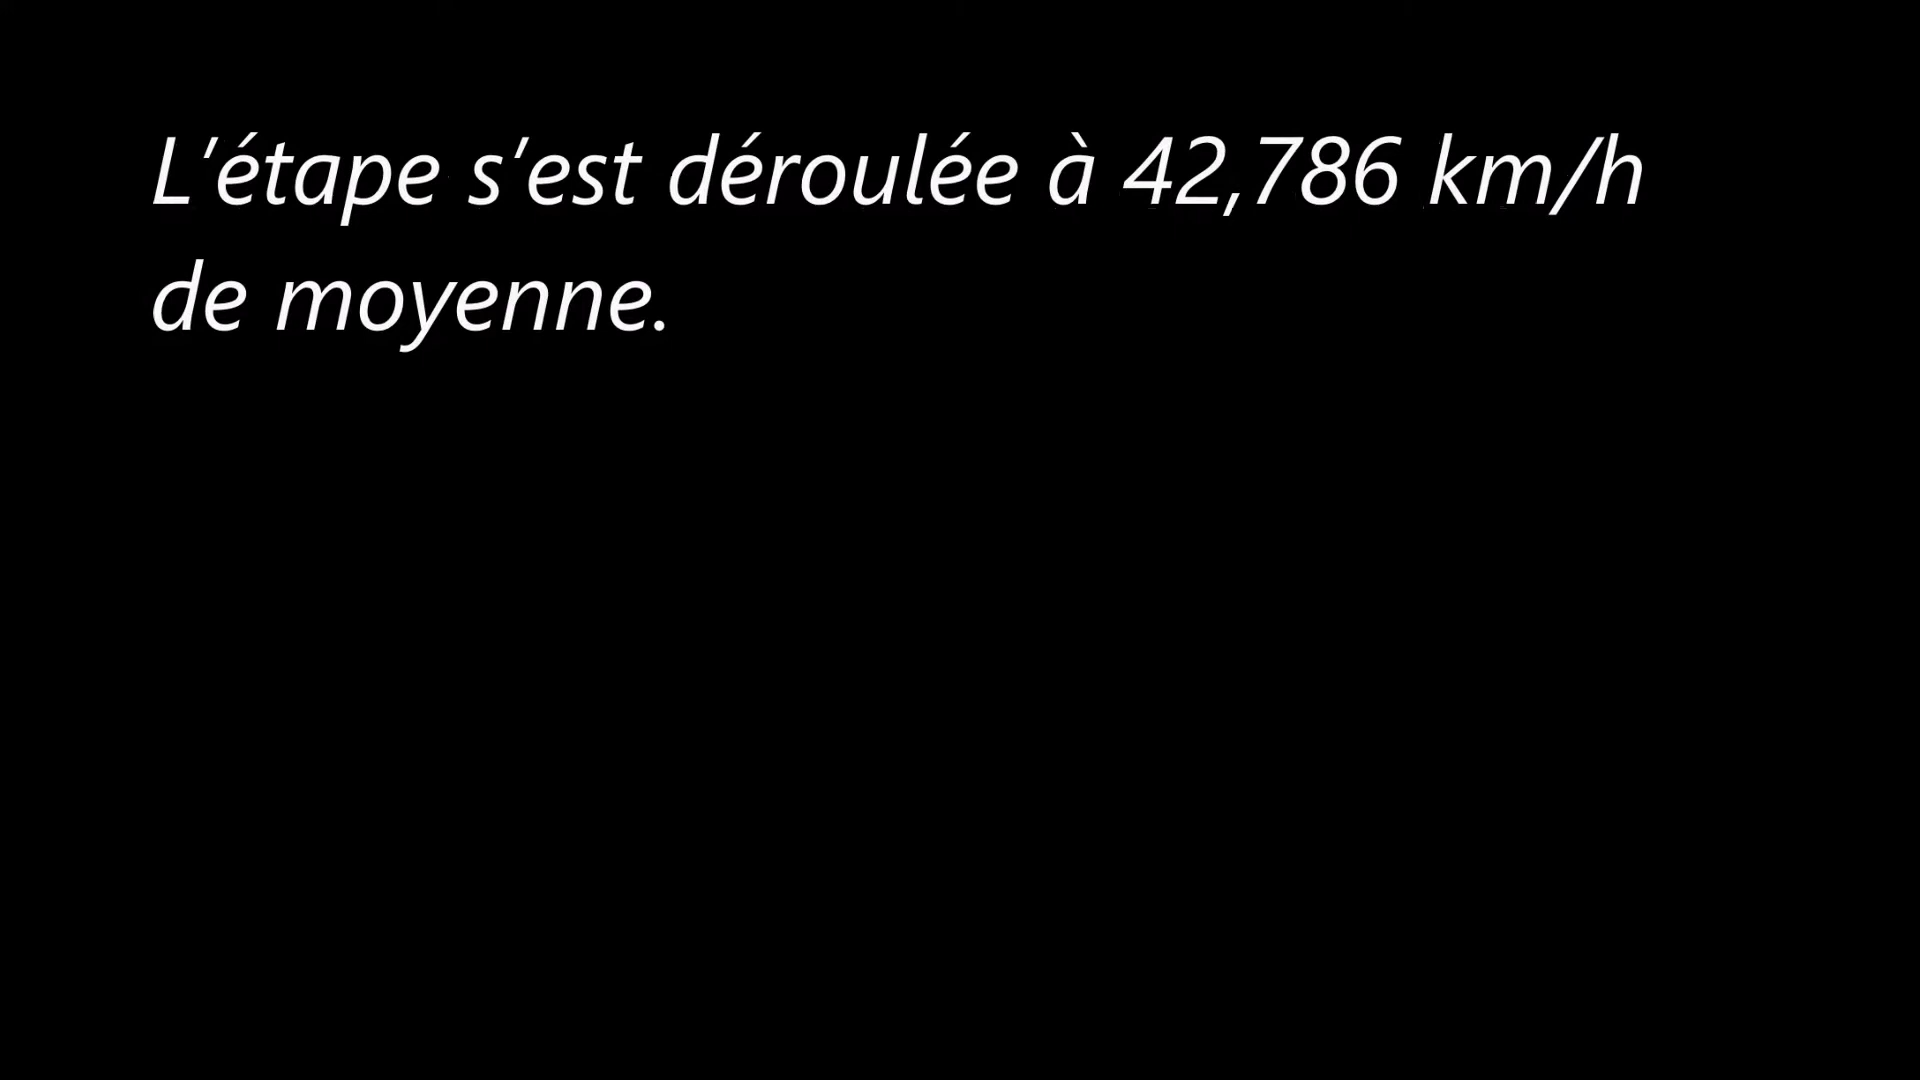 L’étape s’est déroulée à 42,786 km/h
de moyenne.